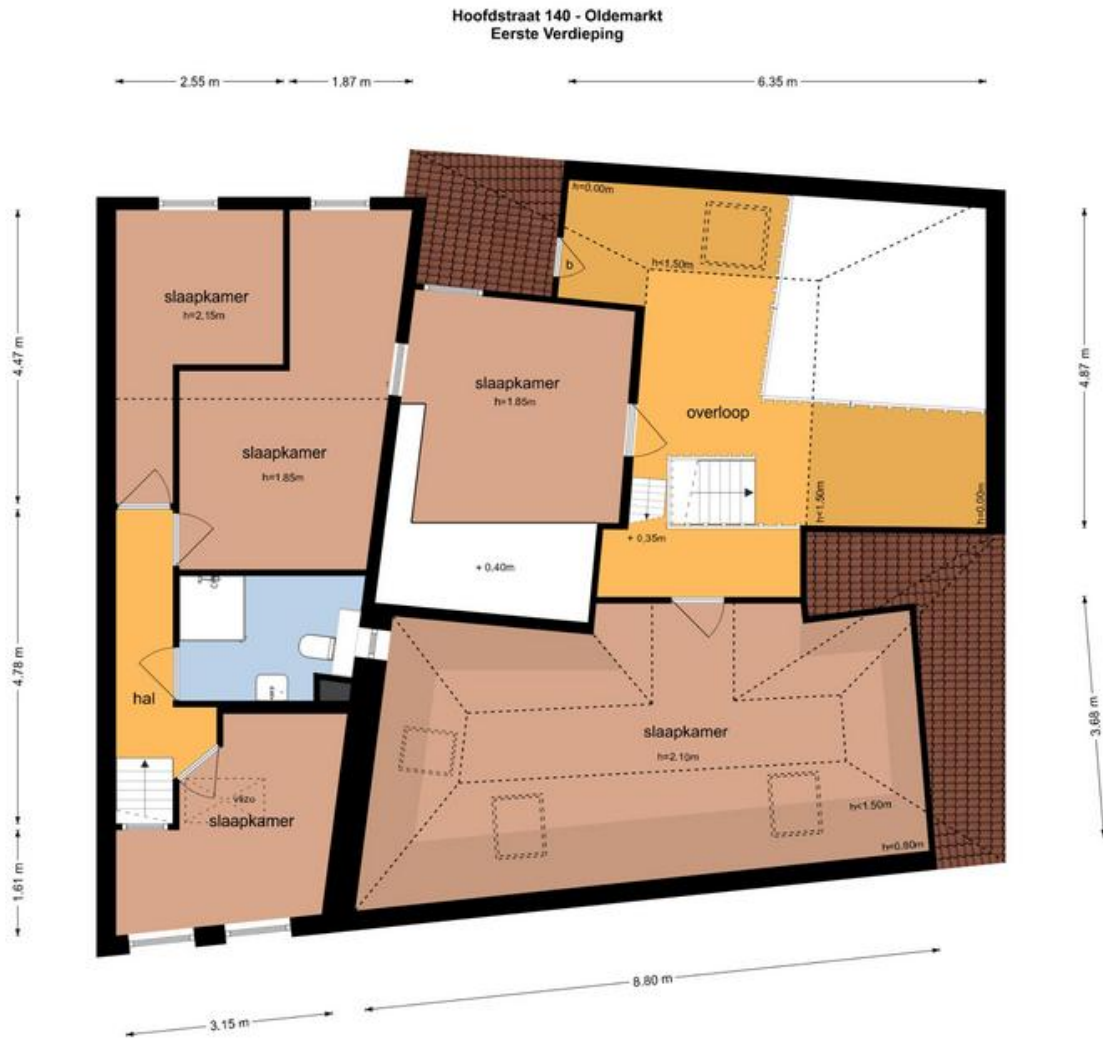 Hoofdstraat 140 - Oldemarkt
Eerste Verdieping
2.55 m
1.87 m
6.35 m
h=0.00m
b
h<1.50m
slaapkamer
h=2.15m
4.47 m
4.87 m
slaapkamer
h=1.85m
overloop
slaapkamer
h=1.85m
h<1.50m
h=0.00m
+ 0.35m
+ 0.40m
4.78 m
hal
slaapkamer
h=2.10m
3.68 m
vlizo
slaapkamer
h<1.50m
h=0.80m
1.61 m
8.80 m
3.15 m